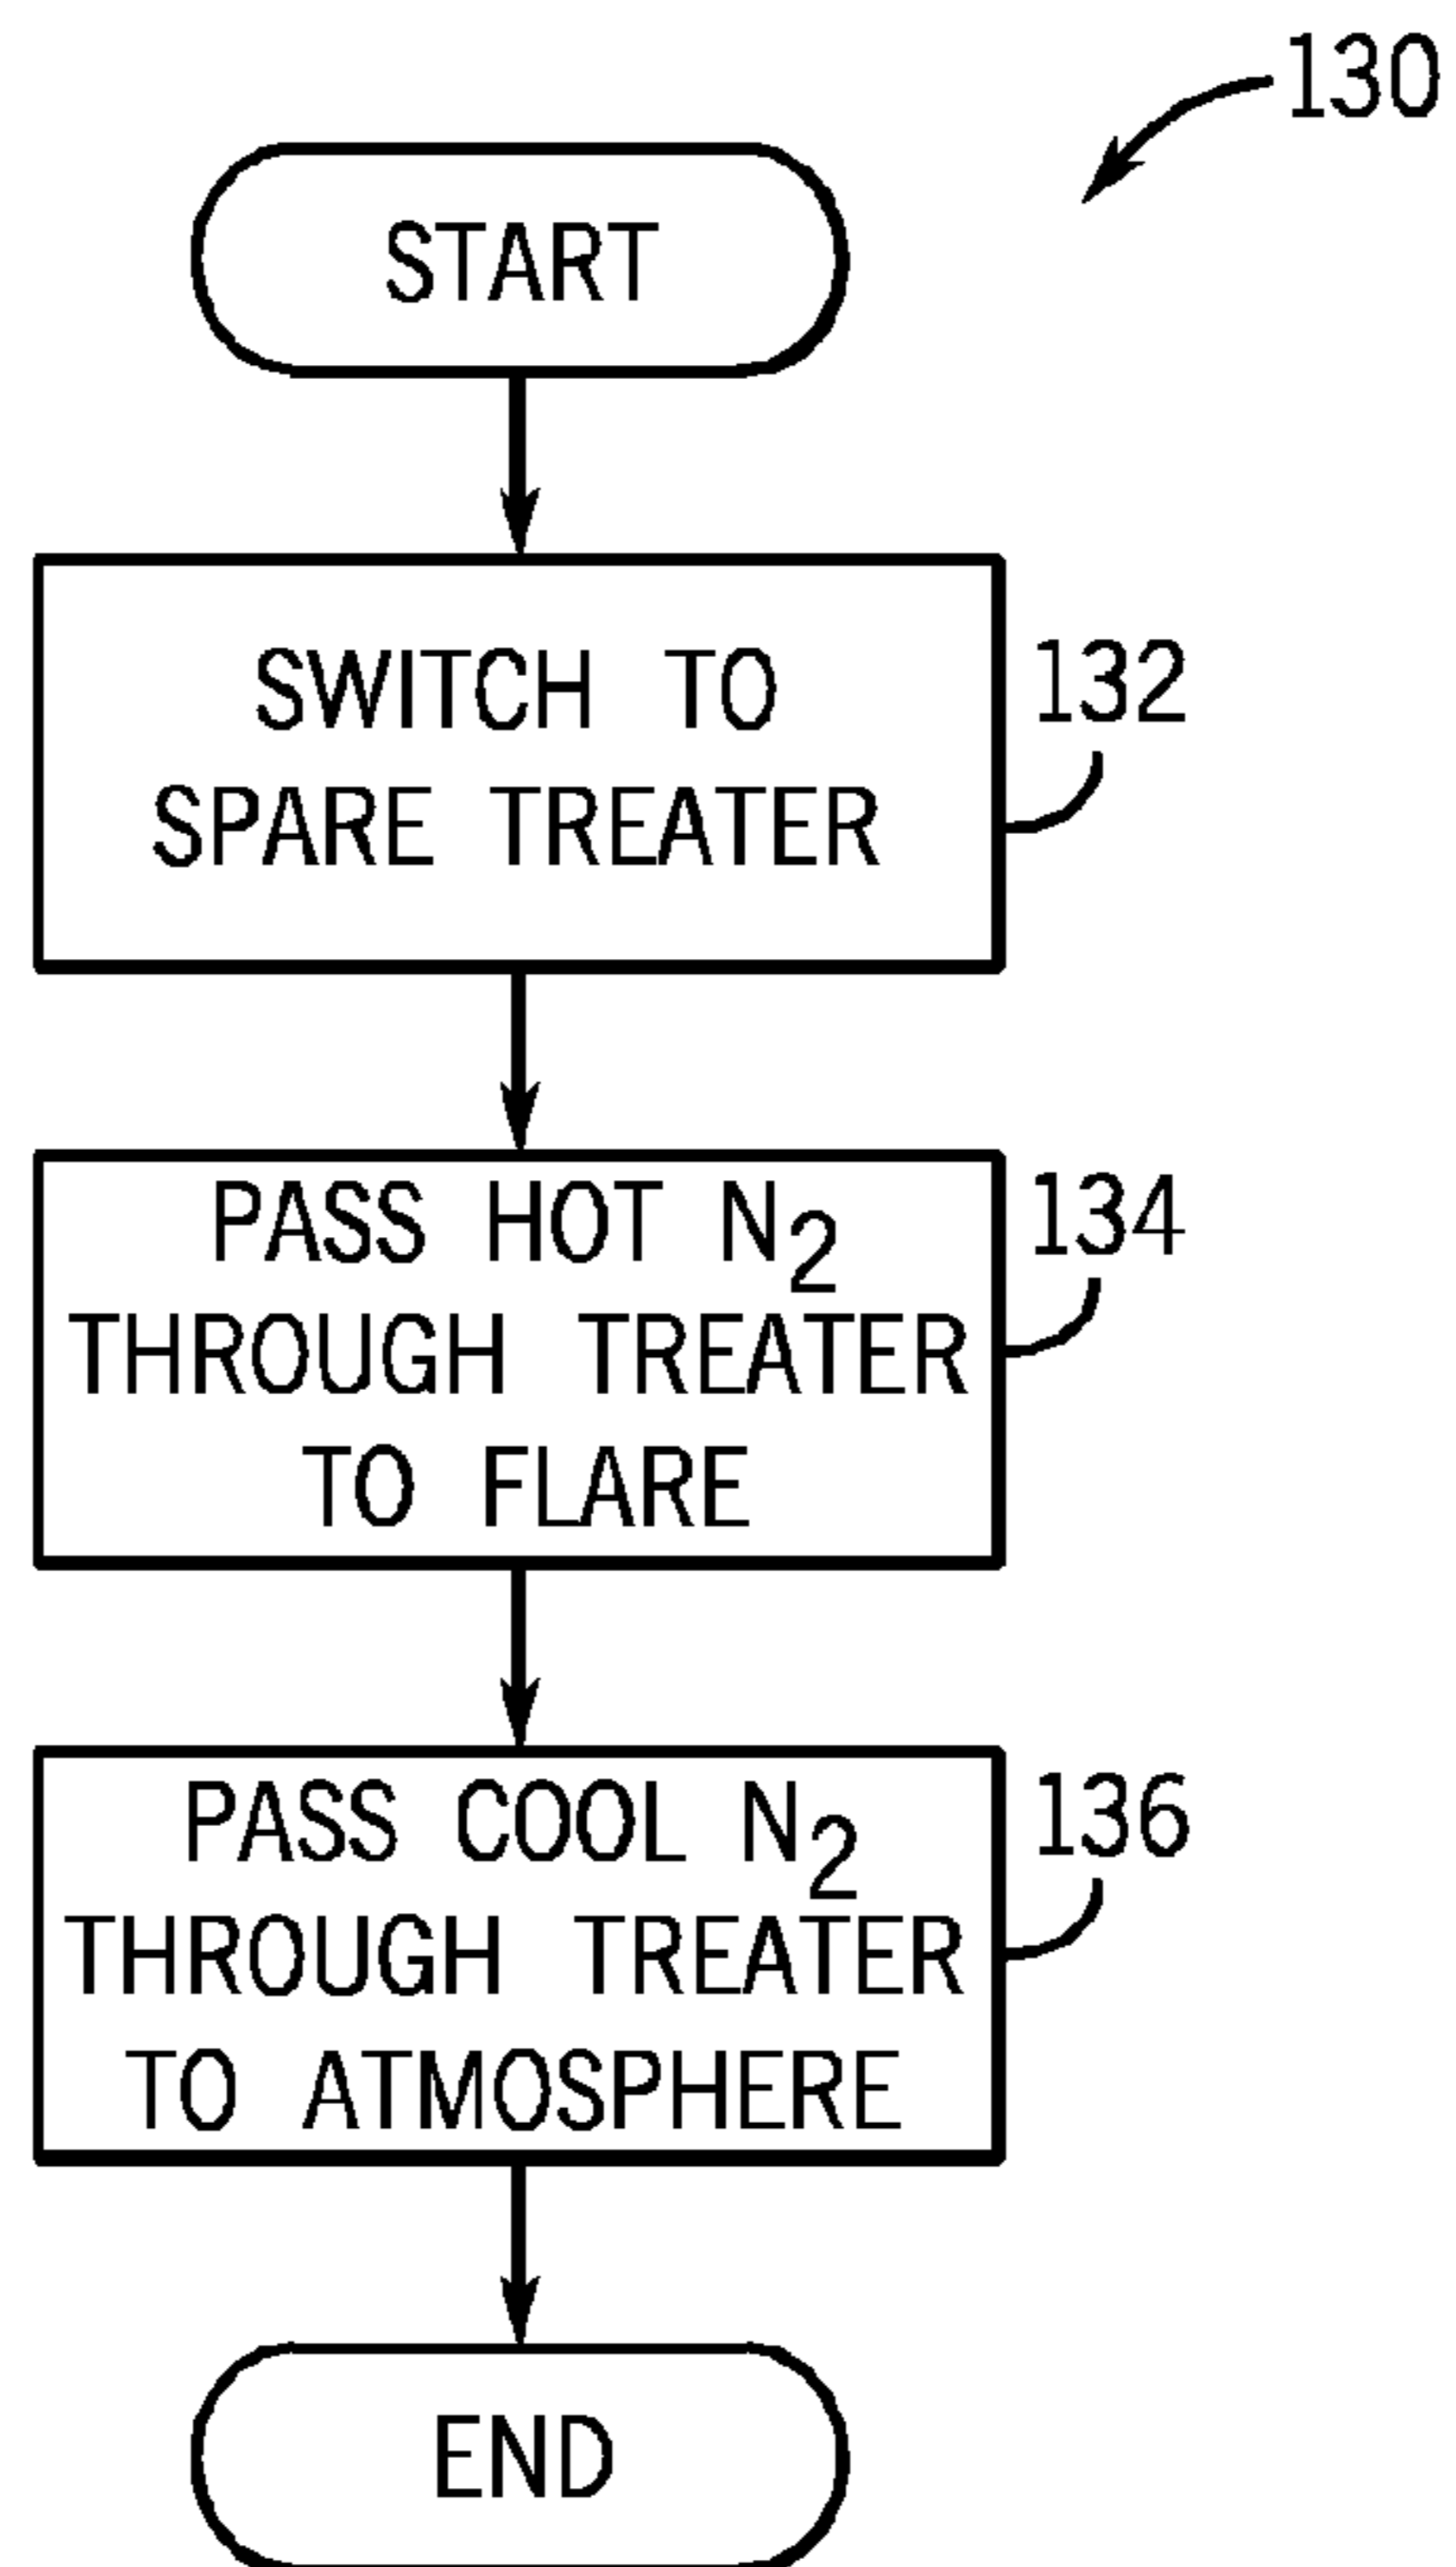 130
START
SWITCH TO
SPARE TREATER
132
PASS HOT N₂
THROUGH TREATER
TO FLARE
134
PASS COOL N₂
THROUGH TREATER
TO ATMOSPHERE
136
END